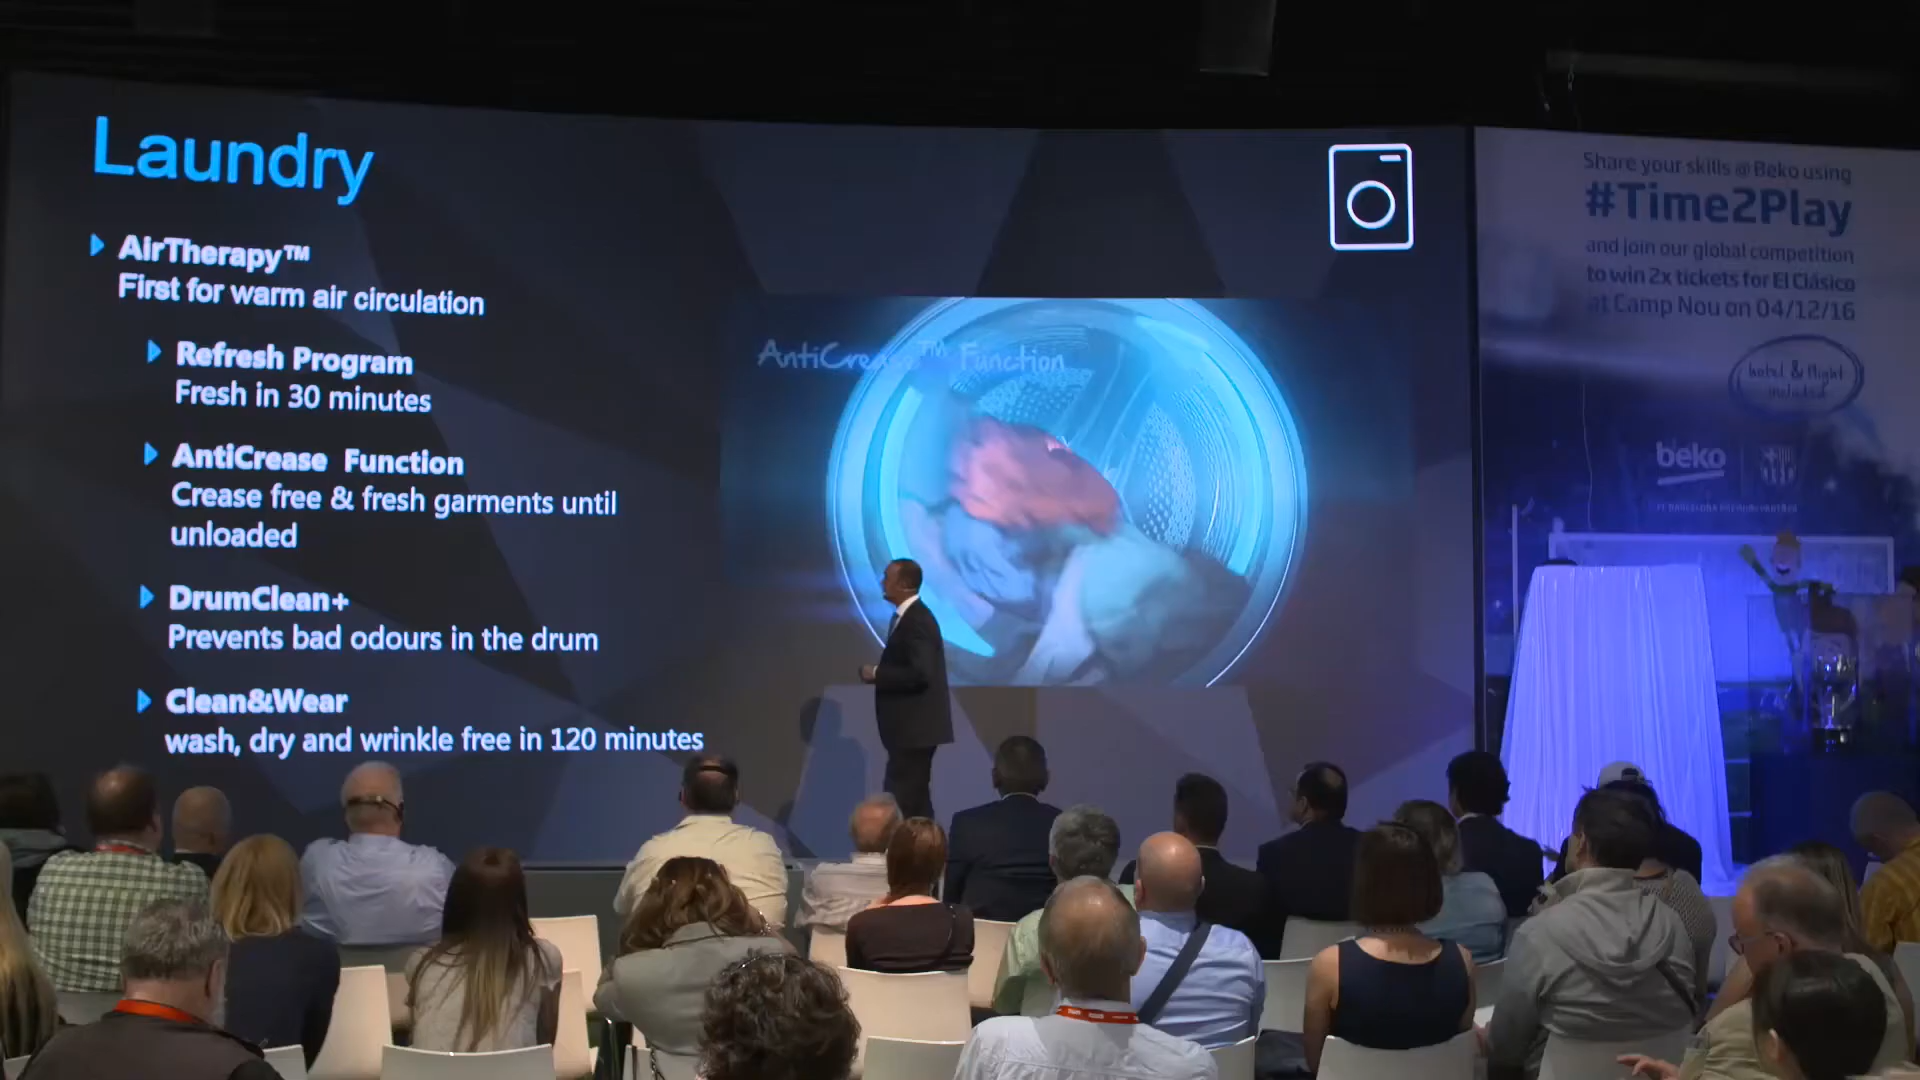 Laundry
AirTherapy™
First for warm air circulation
Refresh Program
Fresh in 30 minutes
AntiCrease Function
Crease free & fresh garments until
unloaded
DrumClean+
Prevents bad odours in the drum
Clean&Wear
wash, dry and wrinkle free in 120 minutes
™ Function
Share your skills @ Beko using
#Time2Play
and join our global competition
to win 2x tickets for El Clásico
at Camp Nou on 04/12/16
hotel & flight
included
beko